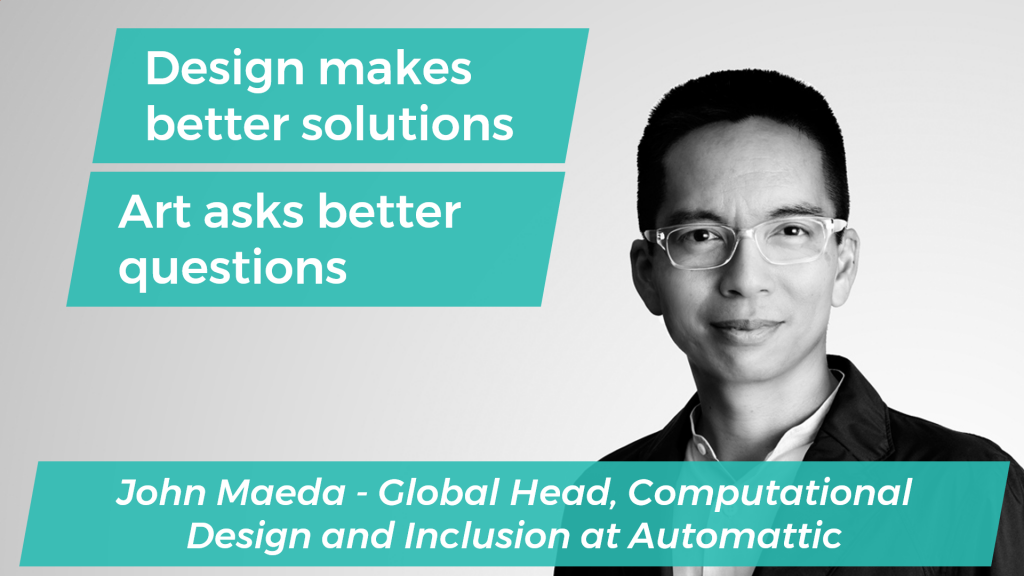 Design makes
better solutions
Art asks better
questions
John Maeda - Global Head, Computational
Design and Inclusion at Automattic